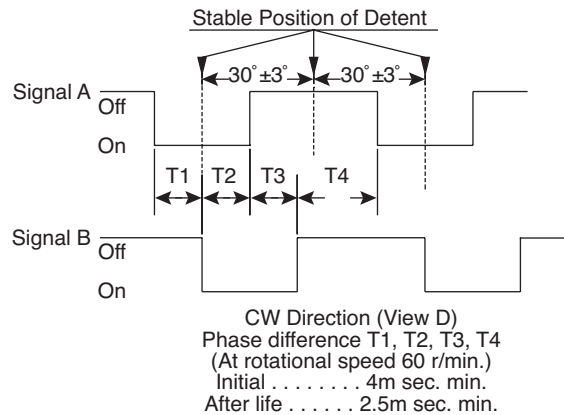 Stable Position of Detent
30°±3° 30°±3°
Signal A
Off
On
T1 T2 T3 T4
Signal B
Off
On
CW Direction (View D)
Phase difference T1, T2, T3, T4
(At rotational speed 60 r/min.)
Initial . . . . . . . . 4m sec. min.
After life . . . . . . 2.5m sec. min.